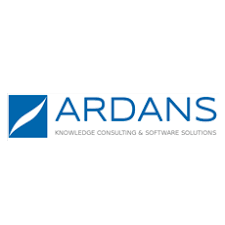 ARDANS
KNOWLEDGE CONSULTING & SOFTWARE SOLUTIONS